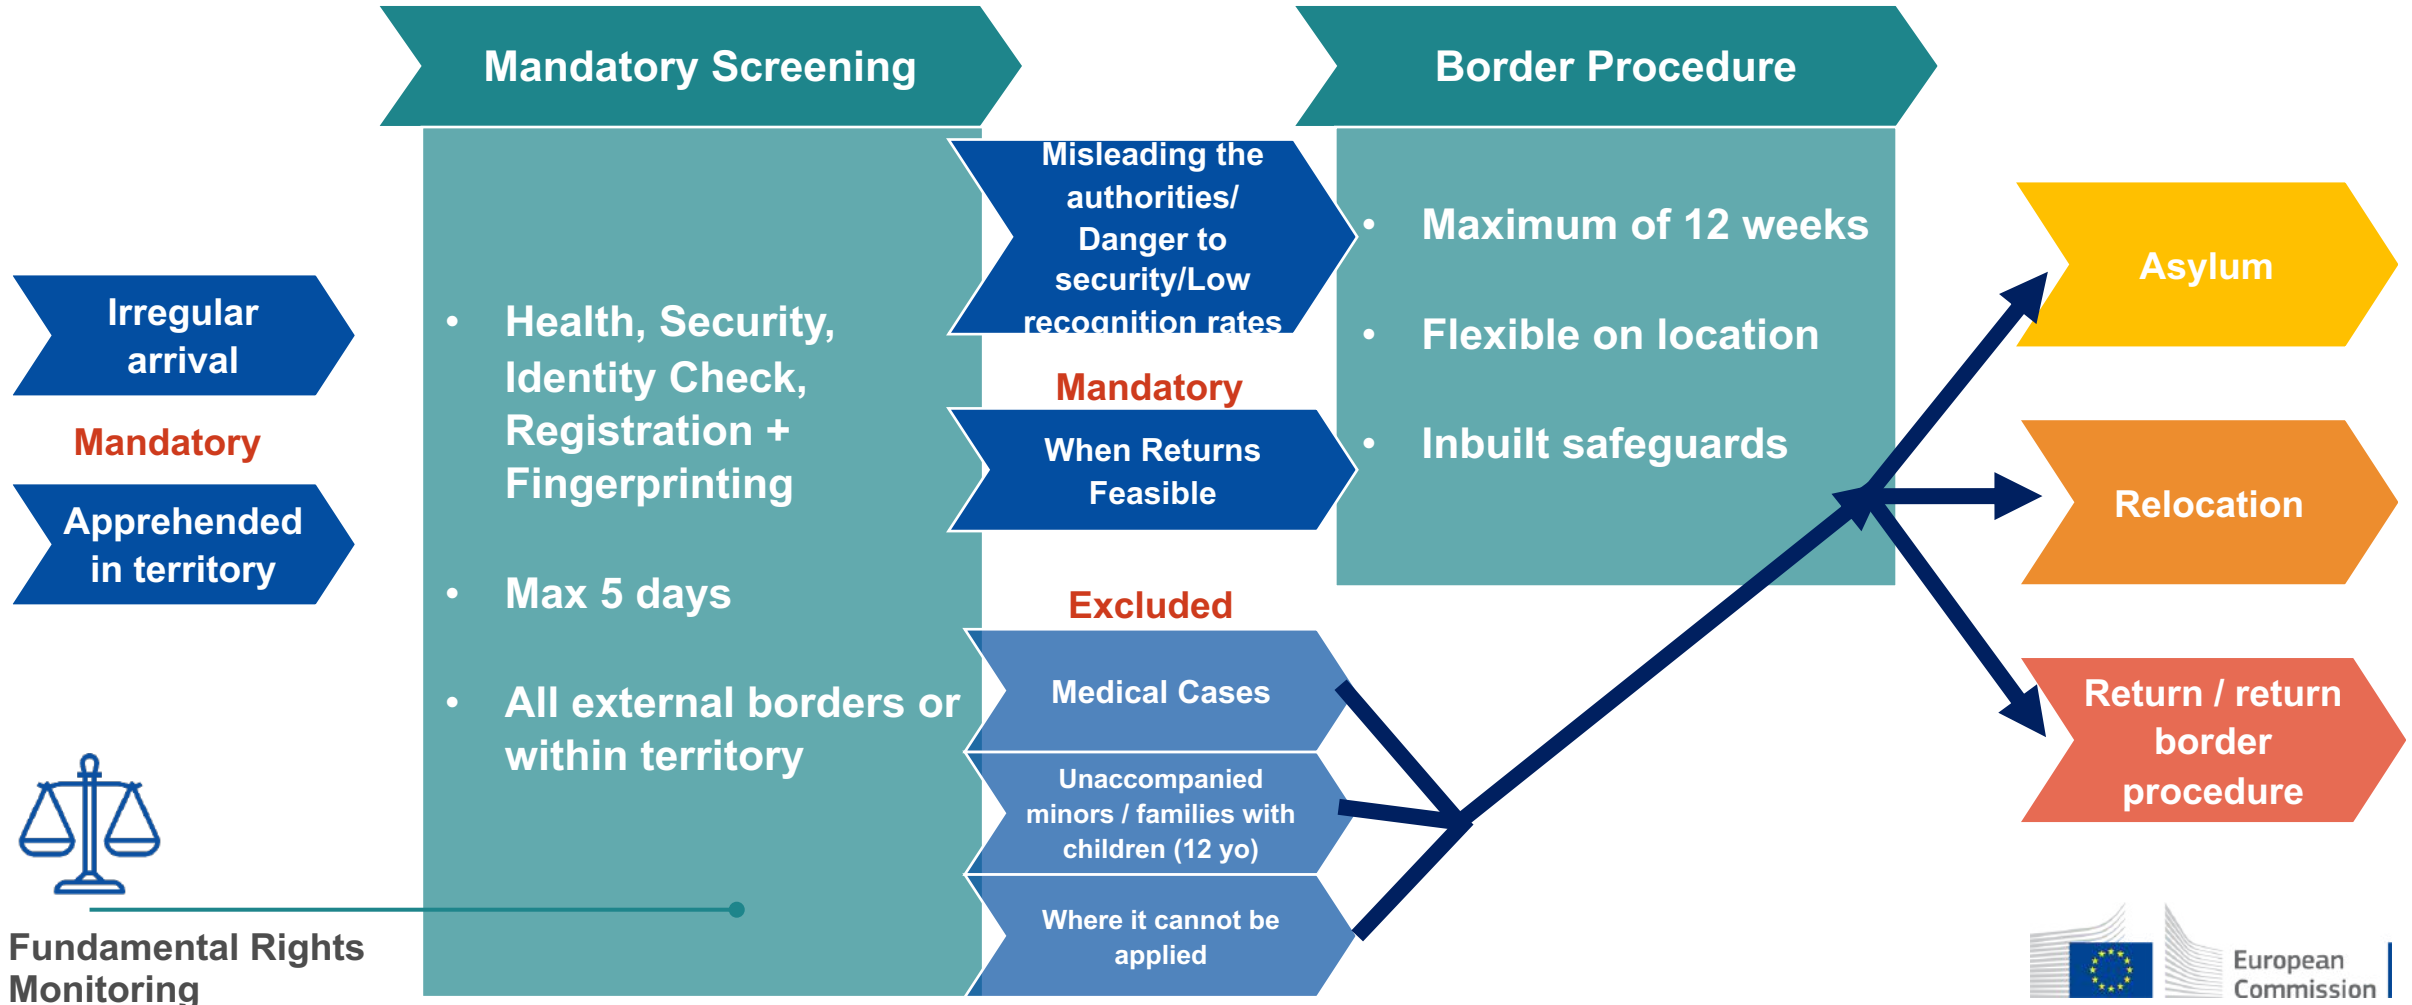 Mandatory Screening
Border Procedure
Irregular
arrival
Mandatory
Apprehended
in territory
• Health, Security,
Identity Check,
Registration +
Fingerprinting
• Max 5 days
• All external borders or
within territory
Misleading the
authorities/
Danger to
security/Low
recognition rates
Mandatory
When Returns
Feasible
Excluded
Medical Cases
Unaccompanied
minors / families with
children (12 yo)
Where it cannot be
applied
• Maximum of 12 weeks
• Flexible on location
• Inbuilt safeguards
Asylum
Relocation
Return / return
border
procedure
Fundamental Rights
Monitoring
European
Commission